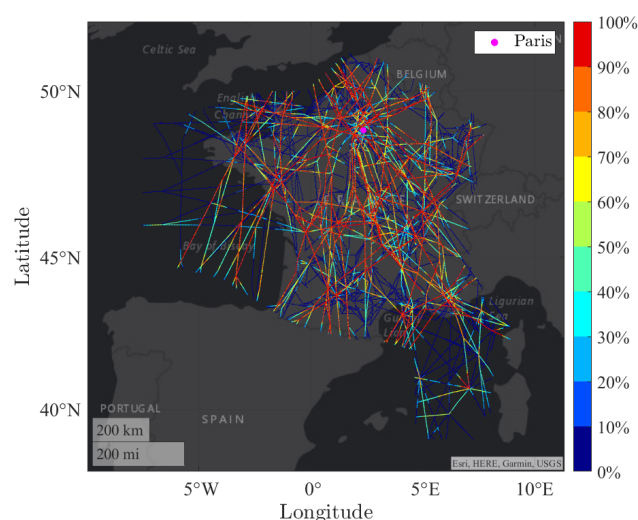 Celtic Sea
Paris
BELGIUM
English
Channel
SWITZERLAND
Bay of Biscay
Ligurian
Sea
Gulf
Lion
PORTUGAL
SPAIN
200 km
200 mi
Esri, HERE, Garmin, USGS
50°N
45°N
40°N
Latitude
5°W
0°
5°E
10°E
Longitude
100%
90%
80%
70%
60%
50%
40%
30%
20%
10%
0%